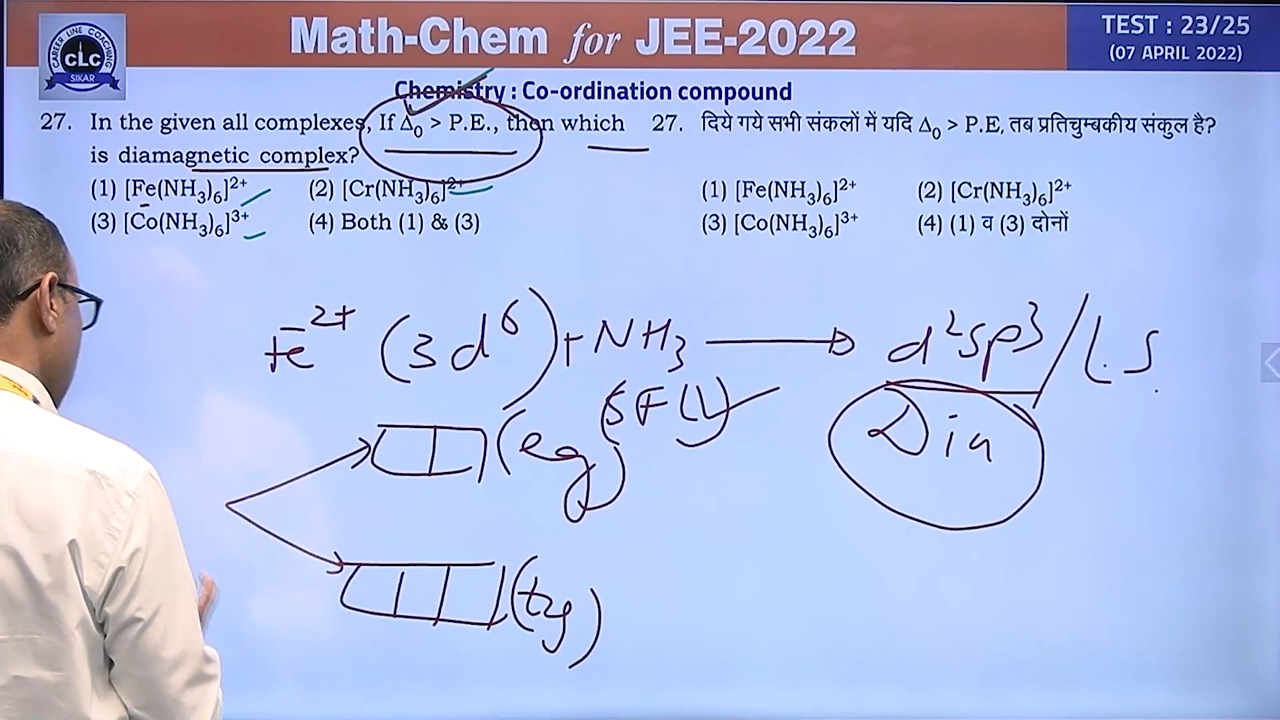 CAREER LINE COACHING
CLC
SIKAR
Math-Chem for JEE-2022
TEST : 23/25
(07 APRIL 2022)
Chemistry : Co-ordination compound
27. In the given all complexes, If Δ₀ > P.E., then which
is diamagnetic complex?
(1) [Fe(NH₃)₆]²⁺ (2) [Cr(NH₃)₆]²⁺
(3) [Co(NH₃)₆]³⁺ (4) Both (1) & (3)
27. दिये गये सभी संकलों में यदि Δ₀ > P.E, तब प्रतिचुम्बकीय संकुल है?
(1) [Fe(NH₃)₆]²⁺ (2) [Cr(NH₃)₆]²⁺
(3) [Co(NH₃)₆]³⁺ (4) (1) व (3) दोनों
Fe²⁺ (3d⁶) + NH₃ → d²sp³ / L.S.
(SFL)
(eg) Dia
(t₂g)